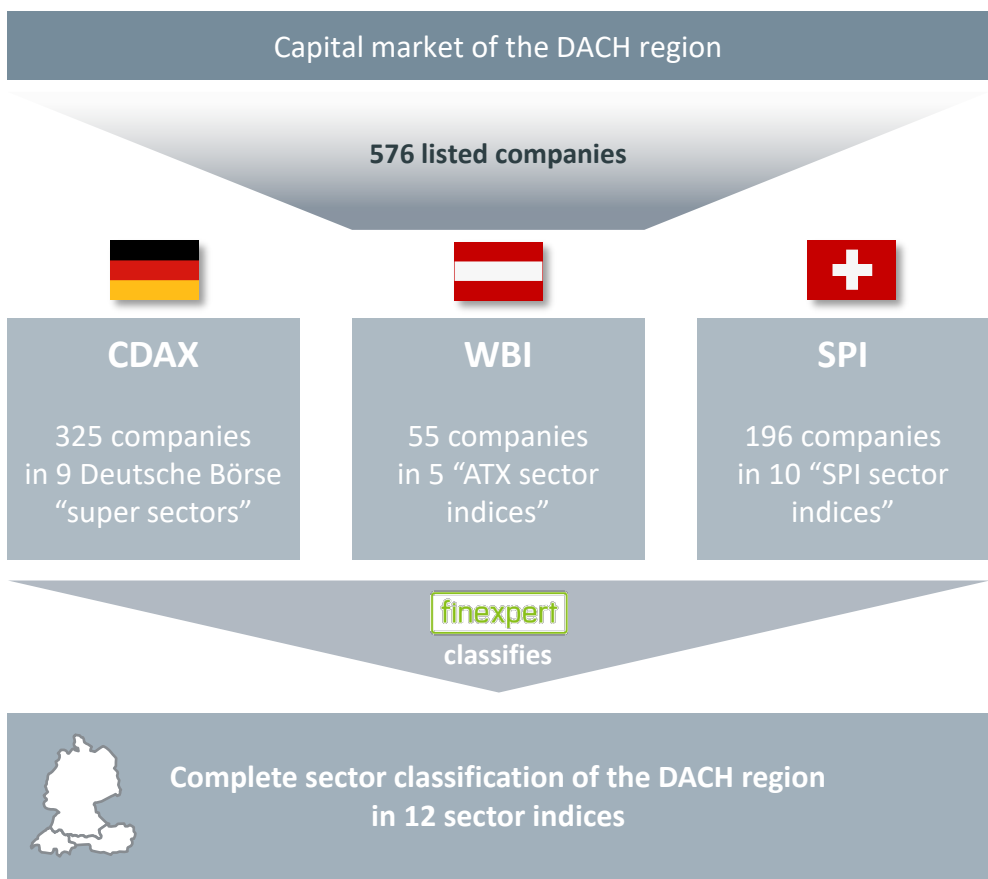 Capital market of the DACH region
576 listed companies
CDAX
325 companies
in 9 Deutsche Börse
“super sectors”
WBI
55 companies
in 5 “ATX sector
indices”
SPI
196 companies
in 10 “SPI sector
indices”
finexpert
classifies
Complete sector classification of the DACH region
in 12 sector indices